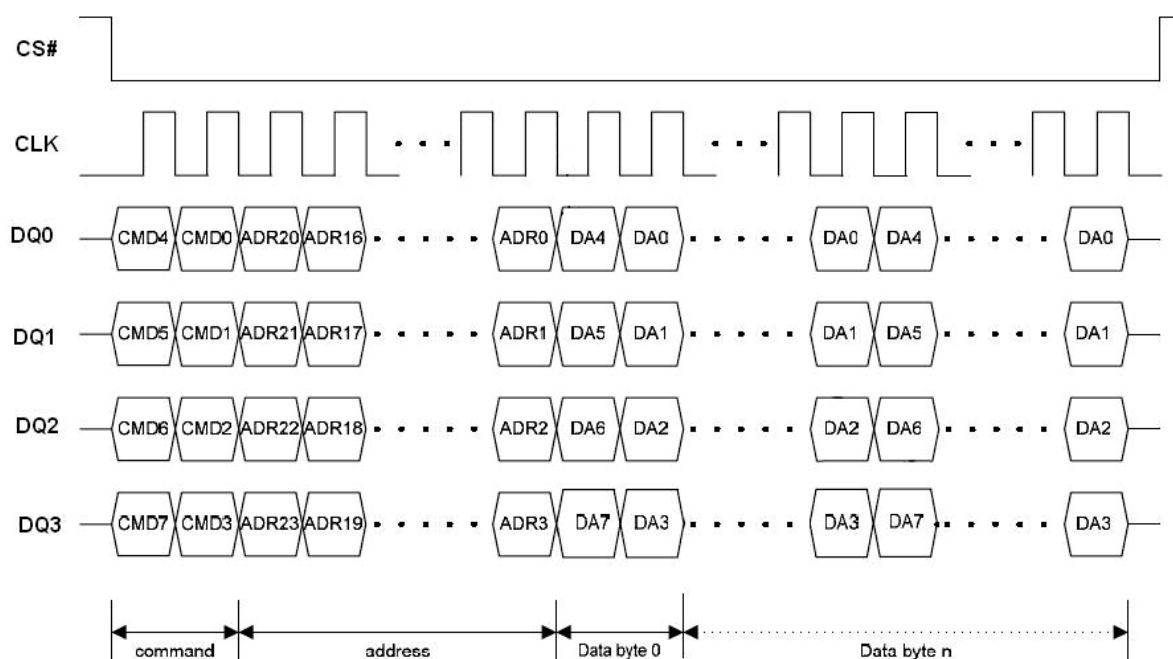 CS#
CLK
DQ0 CMD4 CMD0 ADR20 ADR16 ADR0 DA4 DA0 DA0 DA4 DA0
DQ1 CMD5 CMD1 ADR21 ADR17 ADR1 DA5 DA1 DA1 DA5 DA1
DQ2 CMD6 CMD2 ADR22 ADR18 ADR2 DA6 DA2 DA2 DA6 DA2
DQ3 CMD7 CMD3 ADR23 ADR19 ADR3 DA7 DA3 DA3 DA7 DA3
command address Data byte 0 Data byte n